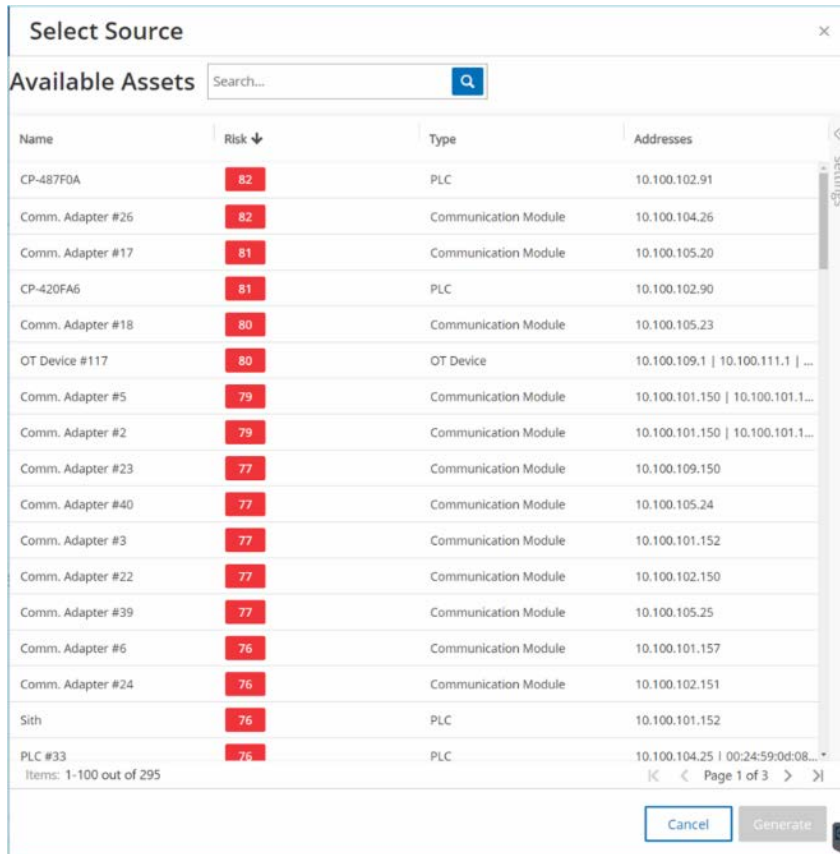 Select Source ×
Available Assets Search...
Name Risk Type Addresses
CP-487F0A 82 PLC 10.100.102.91
Comm. Adapter #26 82 Communication Module 10.100.104.26
Comm. Adapter #17 81 Communication Module 10.100.105.20
CP-420FA6 81 PLC 10.100.102.90
Comm. Adapter #18 80 Communication Module 10.100.105.23
OT Device #117 80 OT Device 10.100.109.1 | 10.100.111.1 | ...
Comm. Adapter #5 79 Communication Module 10.100.101.150 | 10.100.101.1...
Comm. Adapter #2 79 Communication Module 10.100.101.150 | 10.100.101.1...
Comm. Adapter #23 77 Communication Module 10.100.109.150
Comm. Adapter #40 77 Communication Module 10.100.105.24
Comm. Adapter #3 77 Communication Module 10.100.101.152
Comm. Adapter #22 77 Communication Module 10.100.102.150
Comm. Adapter #39 77 Communication Module 10.100.105.25
Comm. Adapter #6 76 Communication Module 10.100.101.157
Comm. Adapter #24 76 Communication Module 10.100.102.151
Sith 76 PLC 10.100.101.152
PLC #33 76 PLC 10.100.104.25 | 00:24:59:0d:08...
Items: 1-100 out of 295 Page 1 of 3
Cancel Generate